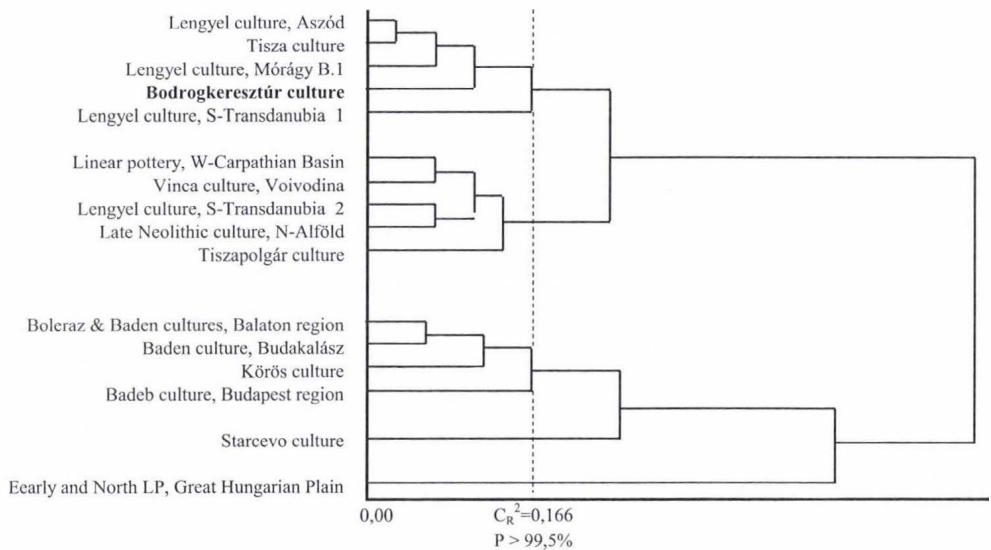 Lengyel culture, Aszód
Tisza culture
Lengyel culture, Mórágy B.1
Bodrogkeresztúr culture
Lengyel culture, S-Transdanubia 1
Linear pottery, W-Carpathian Basin
Vinca culture, Voivodina
Lengyel culture, S-Transdanubia 2
Late Neolithic culture, N-Alföld
Tiszapolgár culture
Boleraz & Baden cultures, Balaton region
Baden culture, Budakalász
Körös culture
Badeb culture, Budapest region
Starcevo culture
Eearly and North LP, Great Hungarian Plain
0,00 C_R²=0,166
P > 99,5%